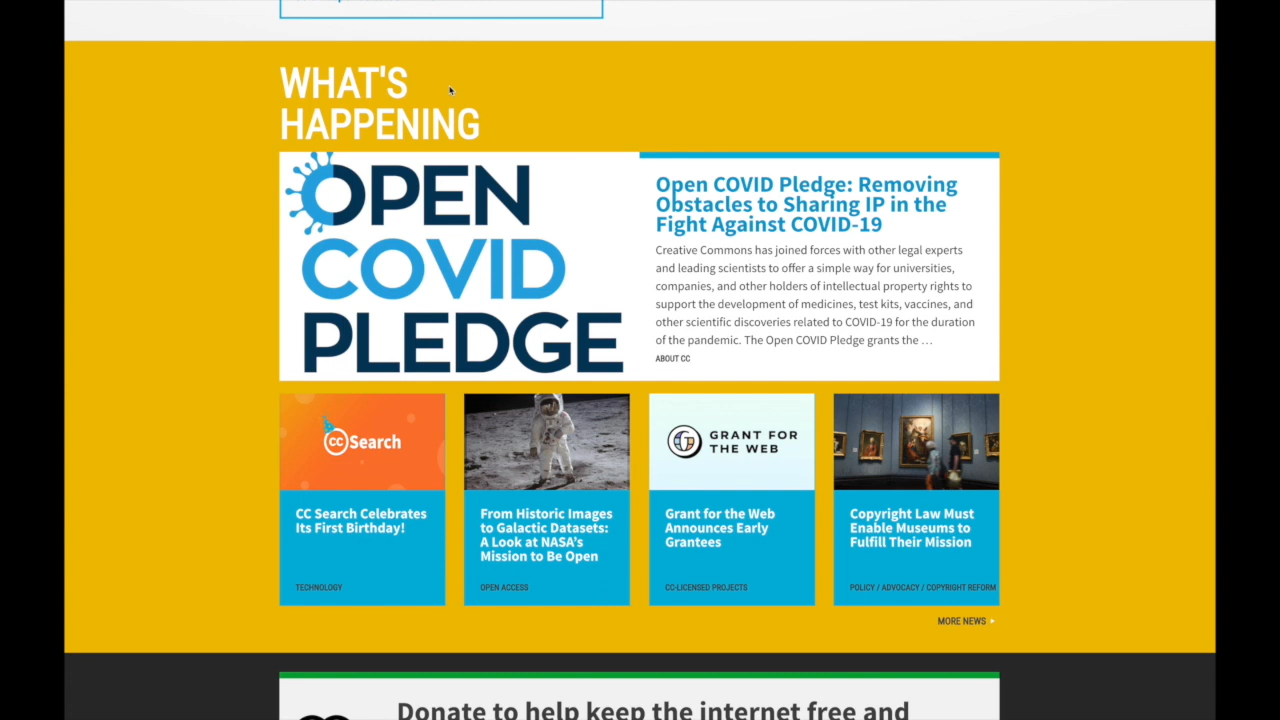 WHAT'S
HAPPENING
OPEN
COVID
PLEDGE
Open COVID Pledge: Removing
Obstacles to Sharing IP in the
Fight Against COVID-19
Creative Commons has joined forces with other legal experts
and leading scientists to offer a simple way for universities,
companies, and other holders of intellectual property rights to
support the development of medicines, test kits, vaccines, and
other scientific discoveries related to COVID-19 for the duration
of the pandemic. The Open COVID Pledge grants the …
ABOUT CC
CC Search
CC Search Celebrates
Its First Birthday!
TECHNOLOGY
From Historic Images
to Galactic Datasets:
A Look at NASA's
Mission to Be Open
OPEN ACCESS
GRANT FOR
THE WEB
Grant for the Web
Announces Early
Grantees
CC-LICENSED PROJECTS
Copyright Law Must
Enable Museums to
Fulfill Their Mission
POLICY / ADVOCACY / COPYRIGHT REFORM
MORE NEWS
Donate to help keep the internet free and